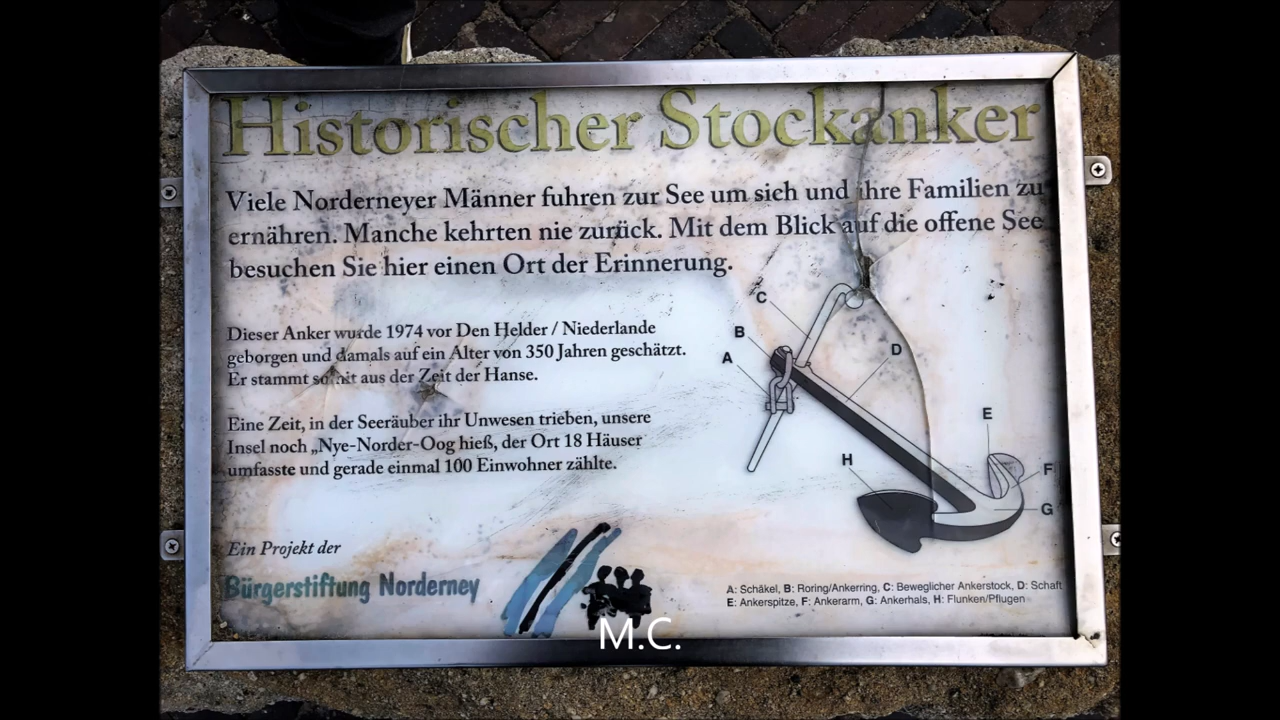 Historischer Stockanker
Viele Norderneyer Männer fuhren zur See um sich und ihre Familien zu
ernähren. Manche kehrten nie zurück. Mit dem Blick auf die offene See
besuchen Sie hier einen Ort der Erinnerung.
Dieser Anker wurde 1974 vor Den Helder / Niederlande
geborgen und damals auf ein Alter von 350 Jahren geschätzt.
Er stammt somit aus der Zeit der Hanse.
Eine Zeit, in der Seeräuber ihr Unwesen trieben, unsere
Insel noch „Nye-Norder-Oog hieß, der Ort 18 Häuser
umfasste und gerade einmal 100 Einwohner zählte.
C
B
A
D
E
H
F
G
Ein Projekt der
Bürgerstiftung Norderney
A: Schäkel, B: Roring/Ankerring, C: Beweglicher Ankerstock, D: Schaft
E: Ankerspitze, F: Ankerarm, G: Ankerhals, H: Flunken/Pflugen
M.C.